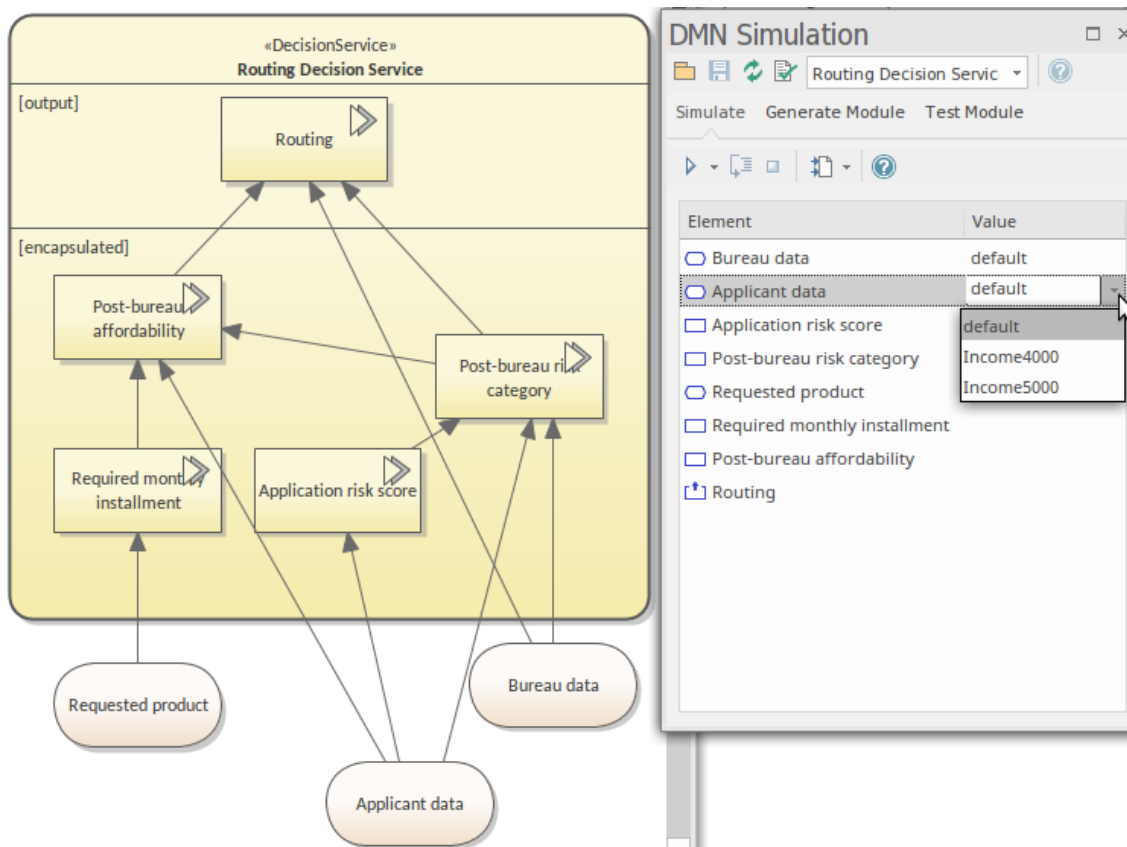 «DecisionService»
Routing Decision Service
[output]
Routing
[encapsulated]
Post-bureau
affordability
Post-bureau risk
category
Required monthly
installment
Application risk score
Requested product
Bureau data
Applicant data
DMN Simulation
Routing Decision Servic
Simulate Generate Module Test Module
Element Value
Bureau data default
Applicant data default
default
Application risk score
Income4000
Post-bureau risk category
Income5000
Requested product
Required monthly installment
Post-bureau affordability
Routing